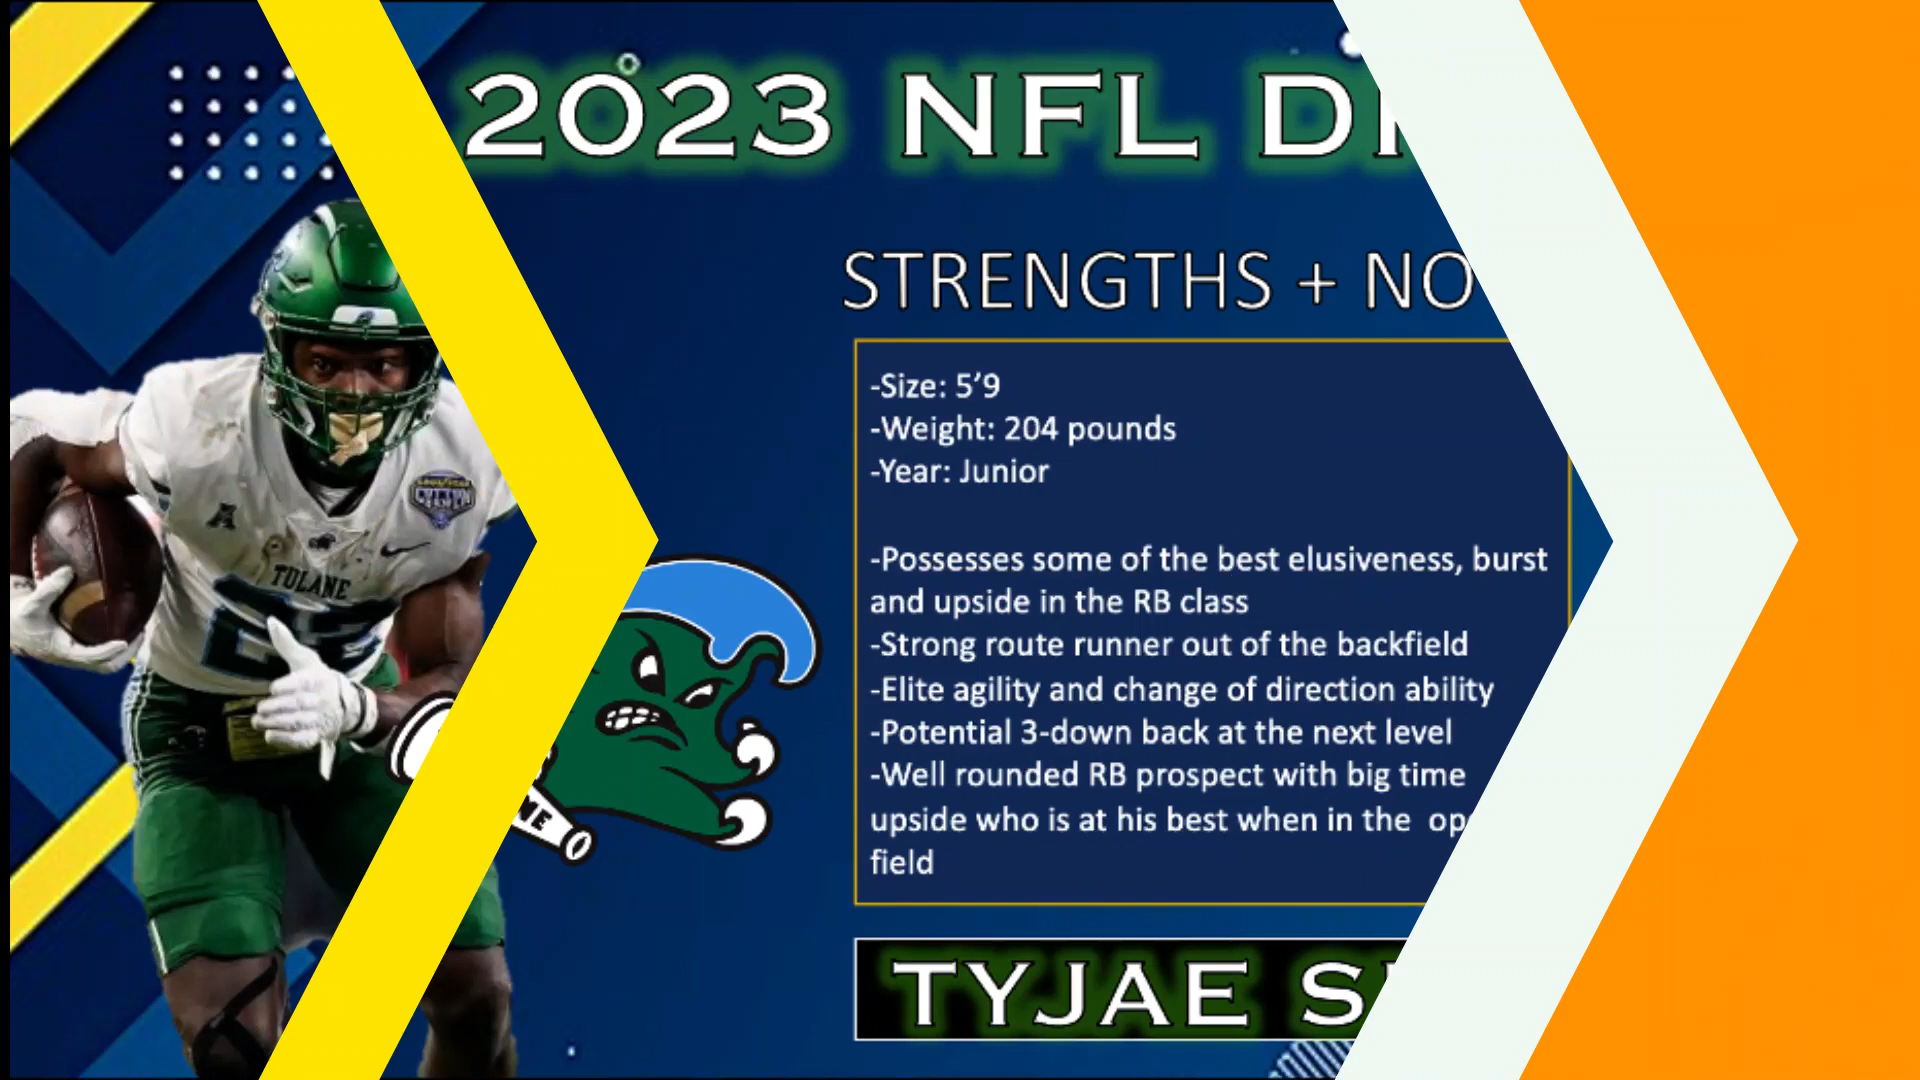 2023 NFL D
STRENGTHS + NO
-Size: 5’9
-Weight: 204 pounds
-Year: Junior
-Possesses some of the best elusiveness, burst
and upside in the RB class
-Strong route runner out of the backfield
-Elite agility and change of direction ability
-Potential 3-down back at the next level
-Well rounded RB prospect with big time
upside who is at his best when in the op
field
TULANE
TYJAE S